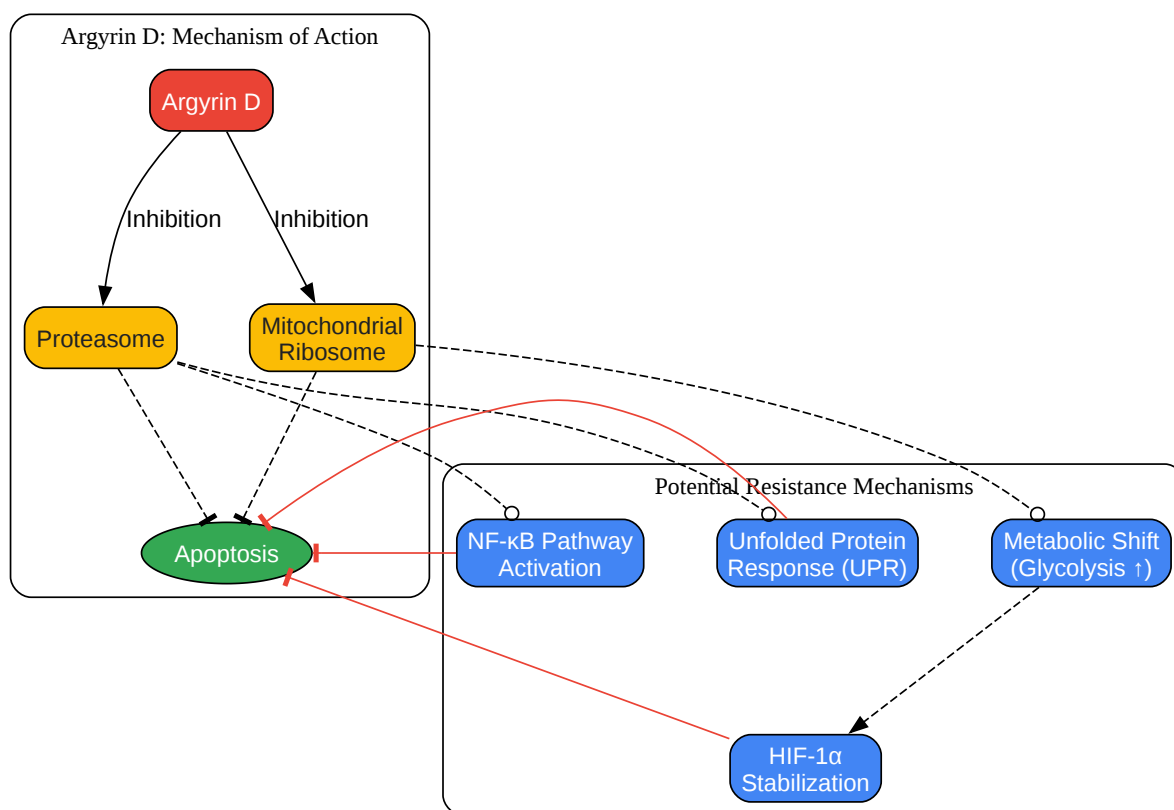 Argyrin D: Mechanism of Action
Argyrin D
Inhibition
Inhibition
Proteasome
Mitochondrial
Ribosome
Apoptosis
Potential Resistance Mechanisms
NF-κB Pathway
Activation
Unfolded Protein
Response (UPR)
Metabolic Shift
(Glycolysis ↑)
HIF-1α
Stabilization